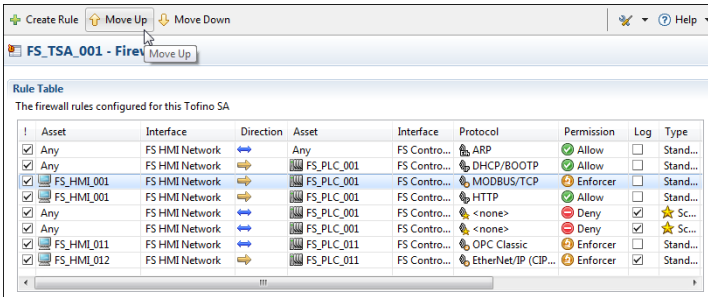 Create Rule Move Up Move Down Help
FS_TSA_001 - Firew
Move Up
Rule Table
The firewall rules configured for this Tofino SA
! Asset Interface Direction Asset Interface Protocol Permission Log Type
Any FS HMI Network Any FS Contro... ARP Allow Stand...
Any FS HMI Network FS_PLC_001 FS Contro... DHCP/BOOTP Allow Stand...
FS_HMI_001 FS HMI Network FS_PLC_001 FS Contro... MODBUS/TCP Enforcer Stand...
FS_HMI_001 FS HMI Network FS_PLC_001 FS Contro... HTTP Allow Stand...
Any FS HMI Network FS_PLC_001 FS Contro... <none> Deny Sc...
Any FS HMI Network FS_PLC_001 FS Contro... <none> Deny Sc...
FS_HMI_011 FS HMI Network FS_PLC_011 FS Contro... OPC Classic Enforcer Stand...
FS_HMI_012 FS HMI Network FS_PLC_011 FS Contro... EtherNet/IP (CIP... Enforcer Stand...